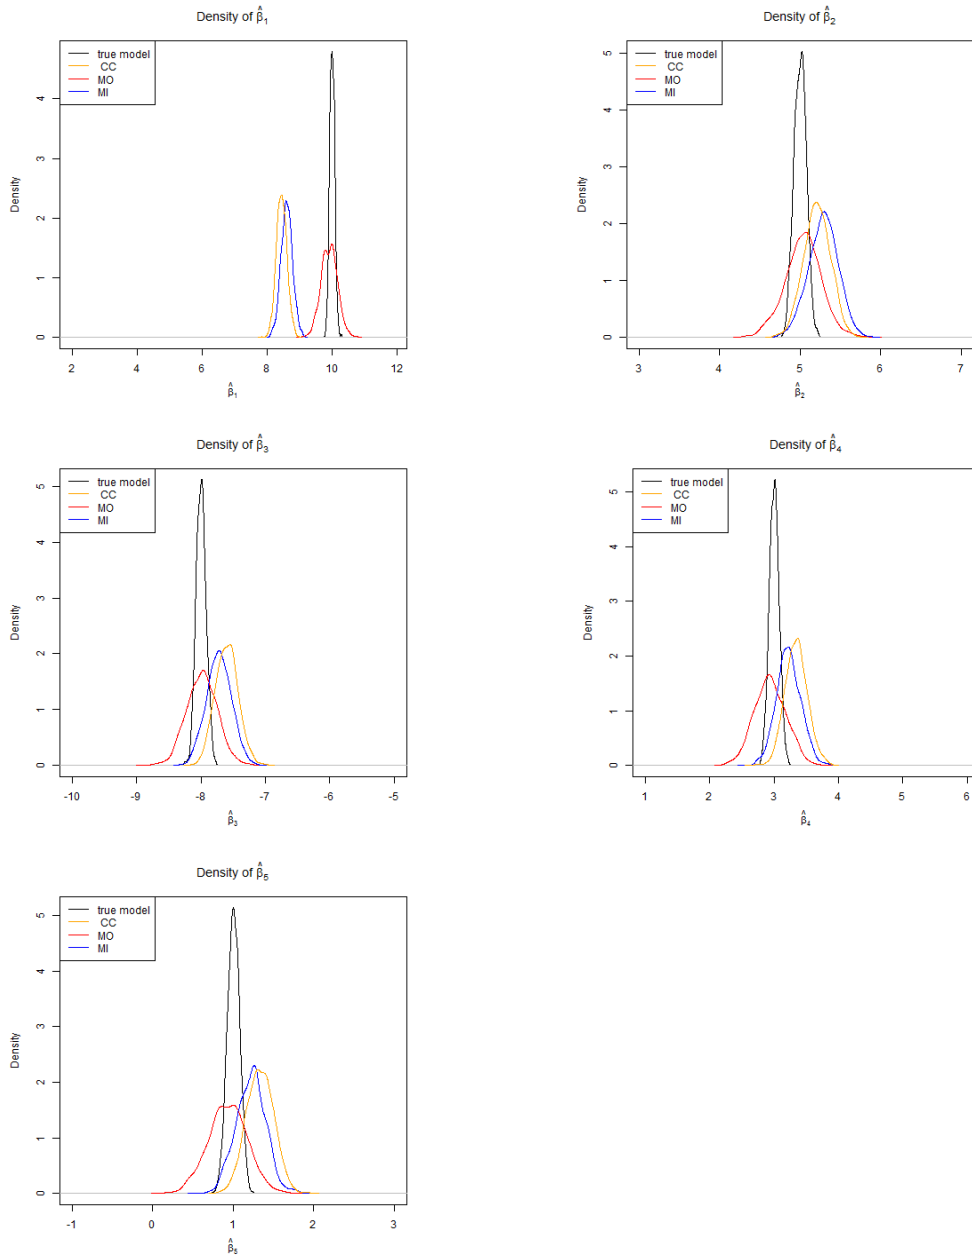 Density of β̂₁
true model
CC
MO
MI
Density
0 1 2 3 4
2 4 6 8 10 12
β̂₁
Density of β̂₂
true model
CC
MO
MI
Density
0 1 2 3 4 5
3 4 5 6 7
β̂₂
Density of β̂₃
true model
CC
MO
MI
Density
0 1 2 3 4 5
-10 -9 -8 -7 -6 -5
β̂₃
Density of β̂₄
true model
CC
MO
MI
Density
0 1 2 3 4 5
1 2 3 4 5 6
β̂₄
Density of β̂₅
true model
CC
MO
MI
Density
0 1 2 3 4 5
-1 0 1 2 3
β̂₅